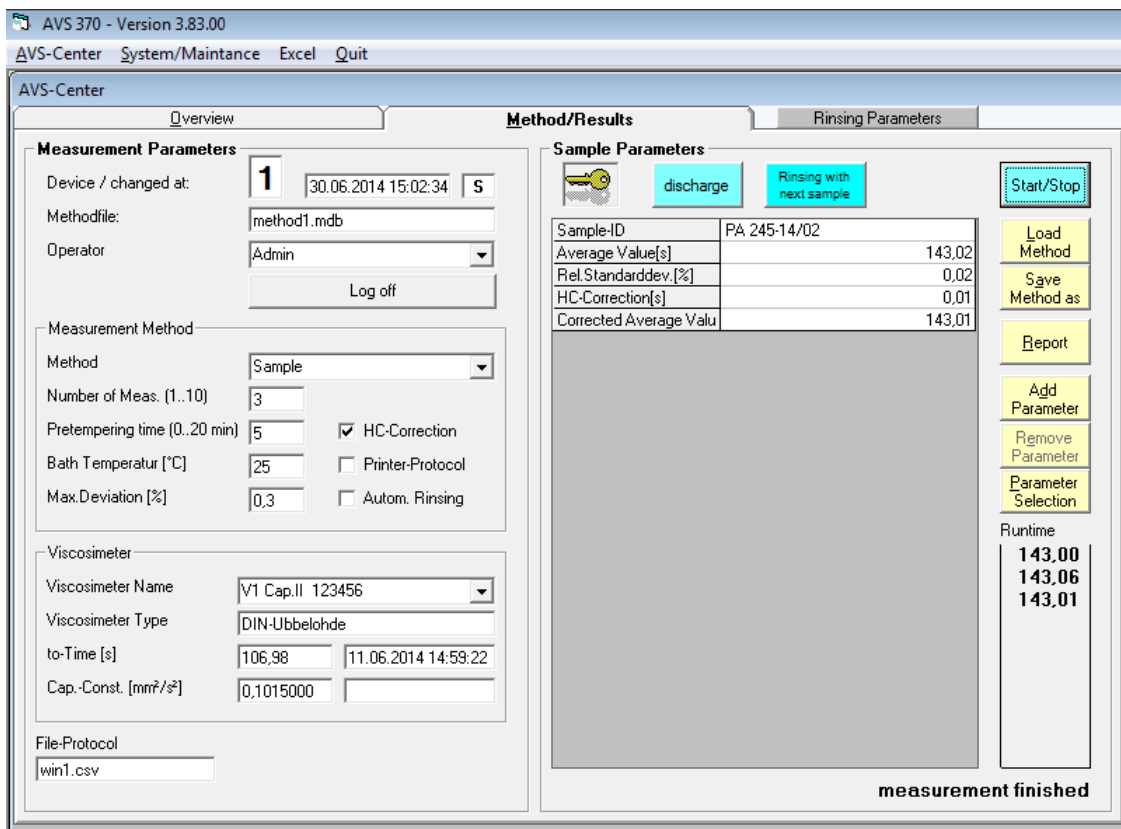 AVS 370 - Version 3.83.00
AVS-Center System/Maintance Excel Quit
AVS-Center
Overview Method/Results Rinsing Parameters
Measurement Parameters
Device / changed at: 1 30.06.2014 15:02:34 S
Methodfile: method1.mdb
Operator Admin
Log off
Measurement Method
Method Sample
Number of Meas. (1..10) 3
Pretempering time (0..20 min) 5 HC-Correction
Bath Temperatur [°C] 25 Printer-Protocol
Max.Deviation [%] 0,3 Autom. Rinsing
Viscosimeter
Viscosimeter Name V1 Cap.II 123456
Viscosimeter Type DIN-Ubbelohde
to-Time [s] 106,98 11.06.2014 14:59:22
Cap.-Const. [mm²/s²] 0,1015000
File-Protocol
win1.csv
Sample Parameters
discharge
Rinsing with
next sample
Sample-ID PA 245-14/02
Average Value[s] 143,02
Rel.Standarddev.[%] 0,02
HC-Correction[s] 0,01
Corrected Average Valu 143,01
Start/Stop
Load
Method
Save
Method as
Report
Add
Parameter
Remove
Parameter
Parameter
Selection
Runtime
143,00
143,06
143,01
measurement finished